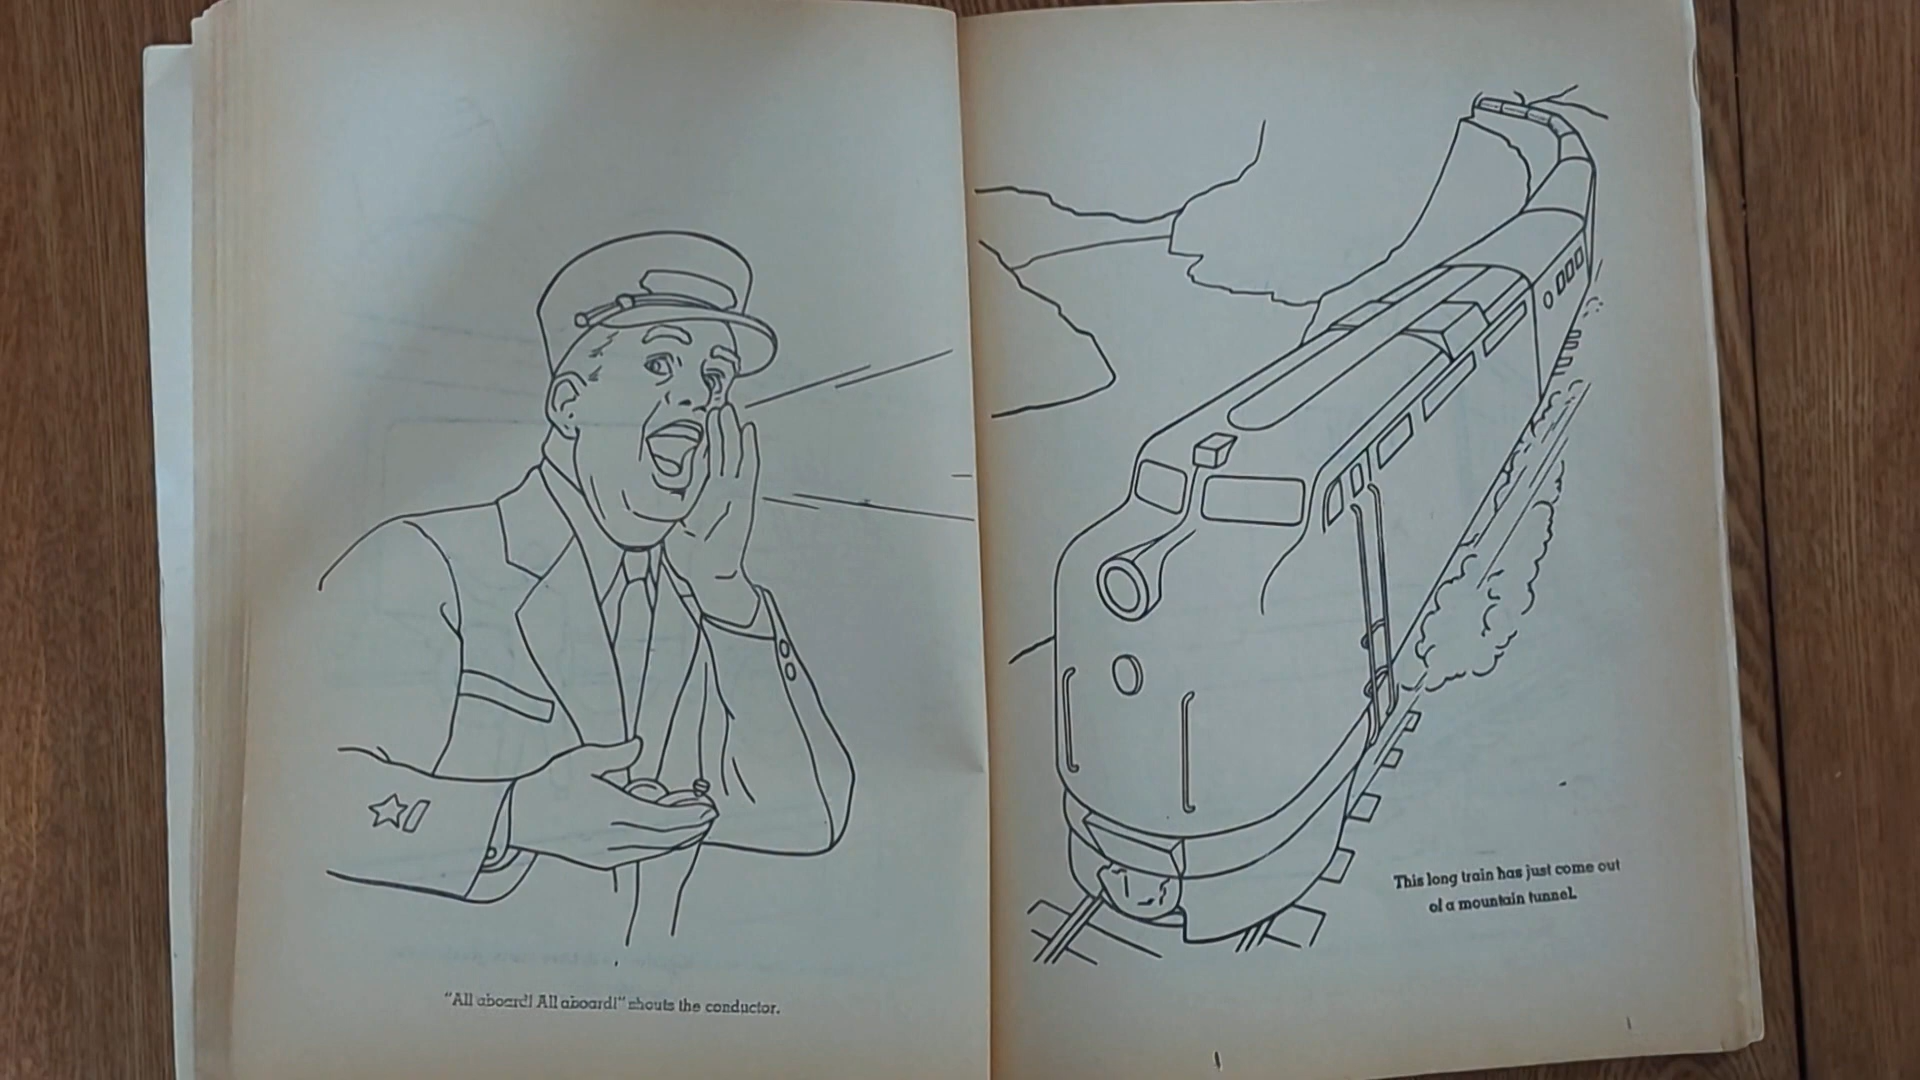 "All aboard! All aboard!" shouts the conductor.
This long train has just come out
of a mountain tunnel.